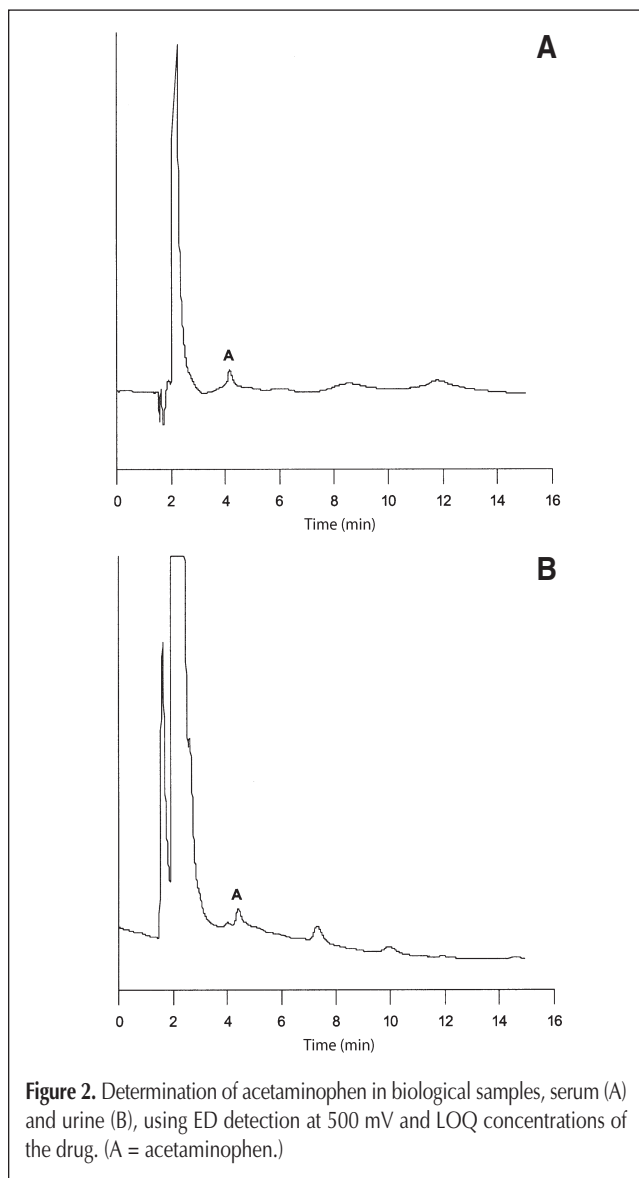 A
A
0 2 4 6 8 10 12 14 16
Time (min)
B
A
0 2 4 6 8 10 12 14 16
Time (min)
Figure 2. Determination of acetaminophen in biological samples, serum (A)
and urine (B), using ED detection at 500 mV and LOQ concentrations of
the drug. (A = acetaminophen.)